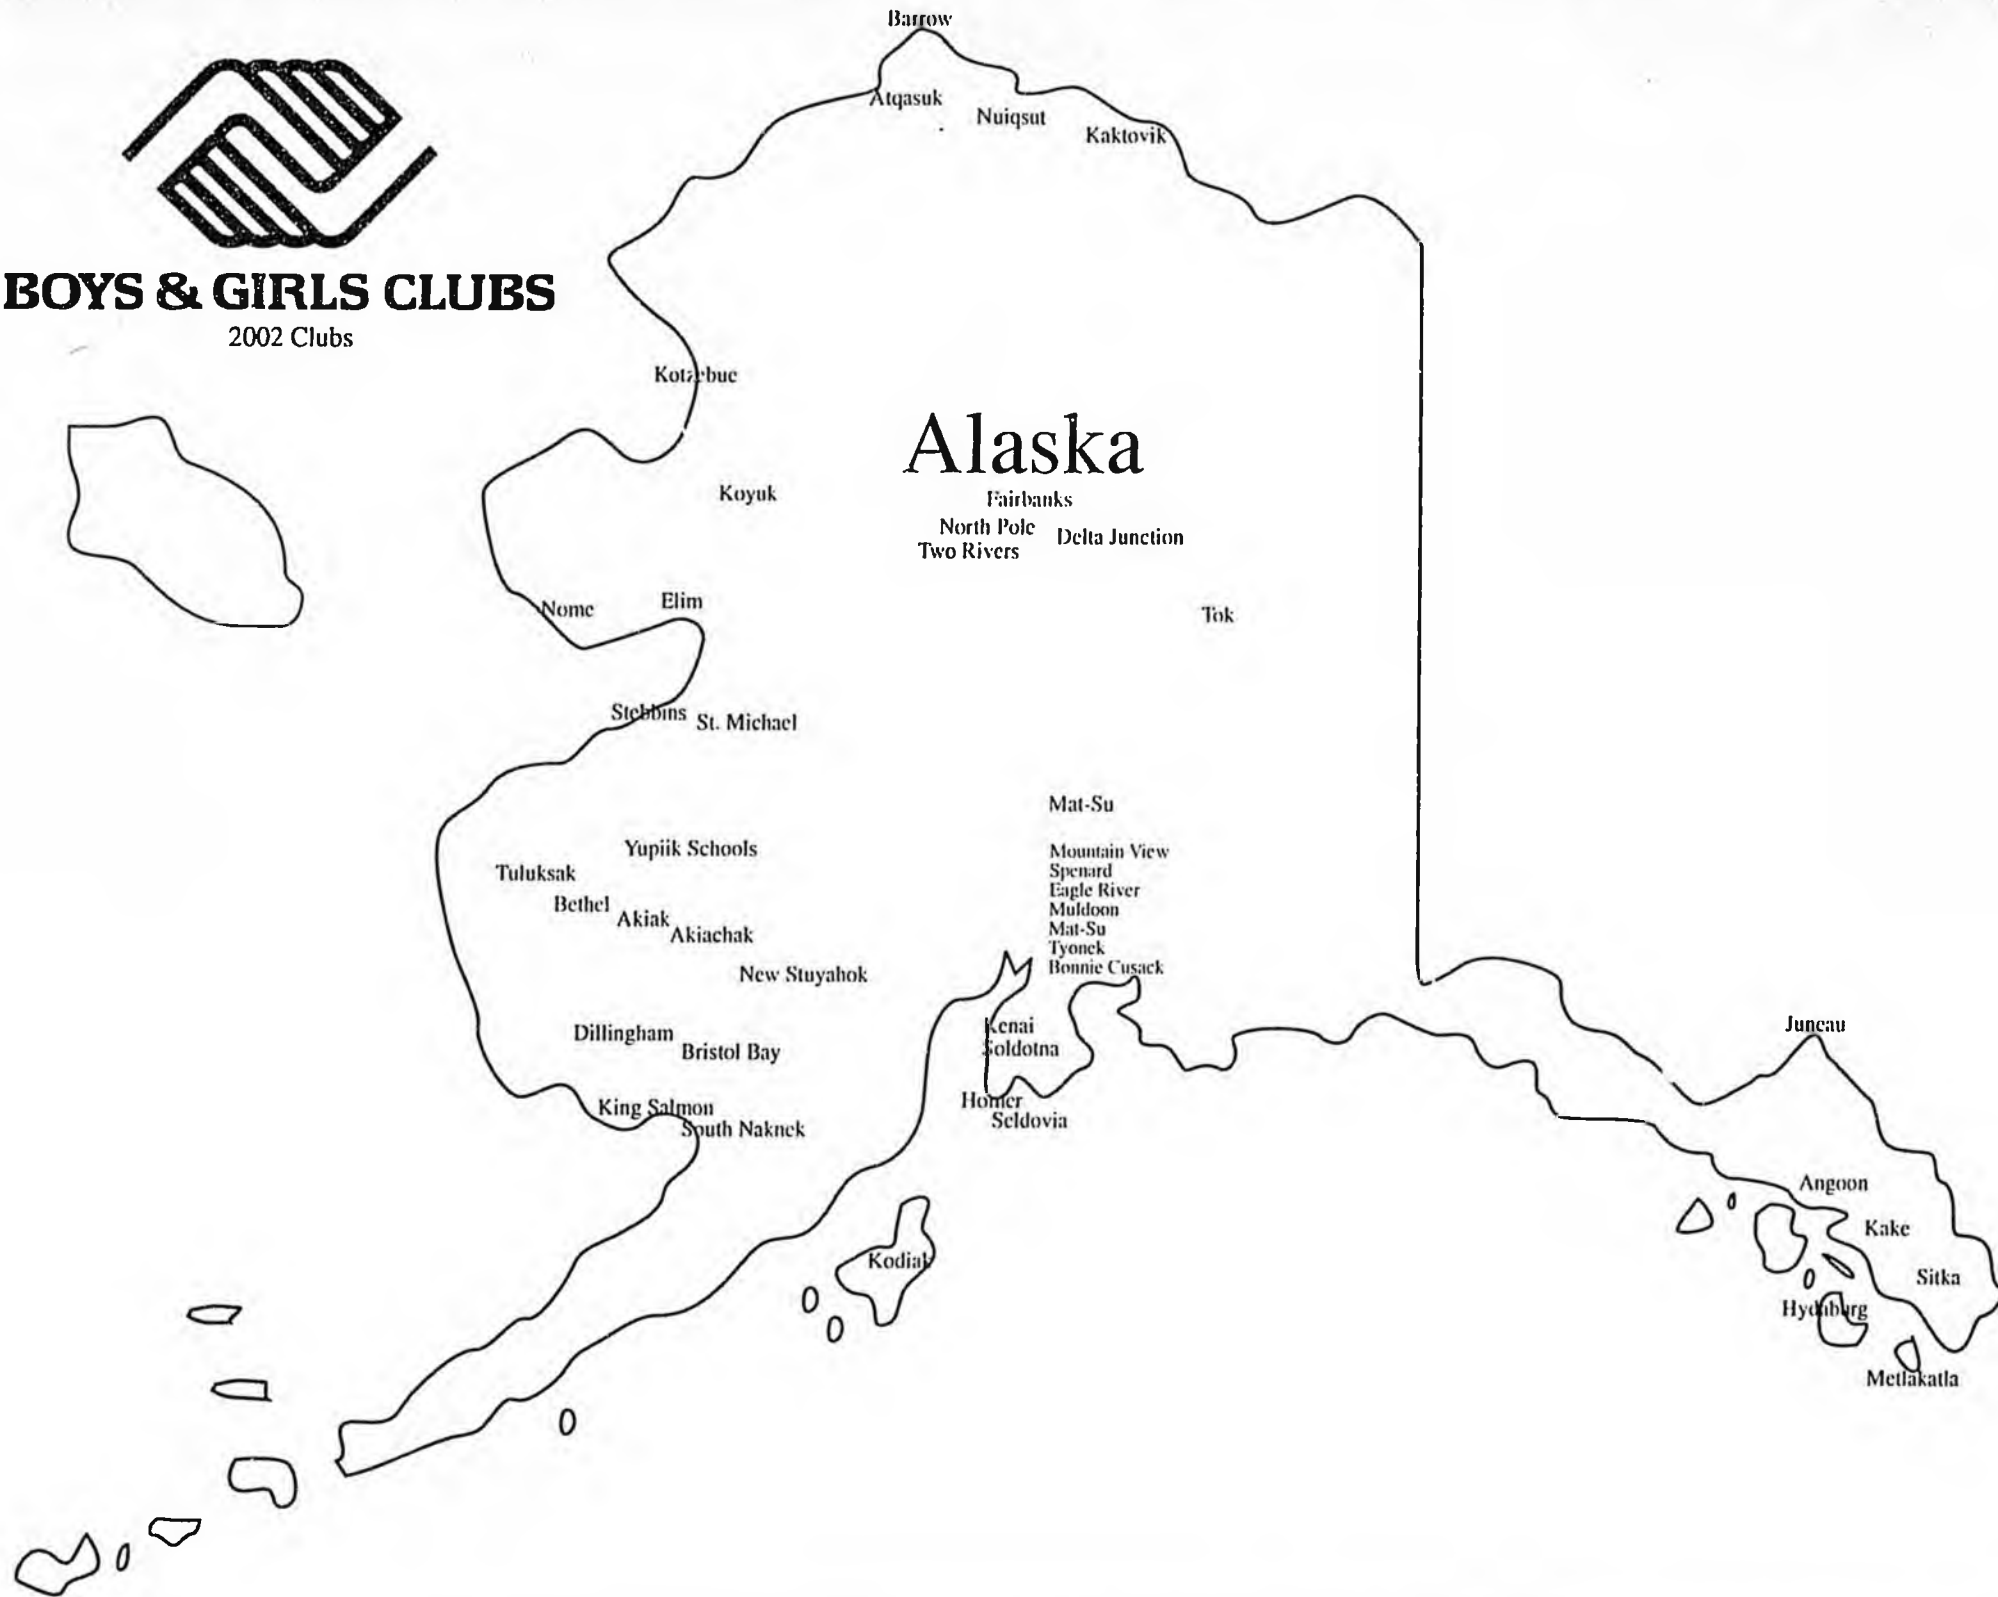 Barrow
Atqasuk
Nuiqsut
Kaktovik
BOYS & GIRLS CLUBS
2002 Clubs
Alaska
Koyuk
Fairbanks
North Pole
Delta Junction
Two Rivers
Nome
Elim
Tok
Stebbins
St. Michael
Mat-Su
Yupiik Schools
Mountain View
Spenard
Eagle River
Muldoon
Mat-Su
Tyonek
Bonnie Cusack
Tuluksak
Bethel
Akiak
Akiachak
New Stuyahok
Dillingham
Bristol Bay
Kenai
Soldotna
Juneau
King Salmon
South Naknek
Homer
Seldovia
Angoon
Kake
Kodiak
Sitka
Hydaburg
Metlakatla